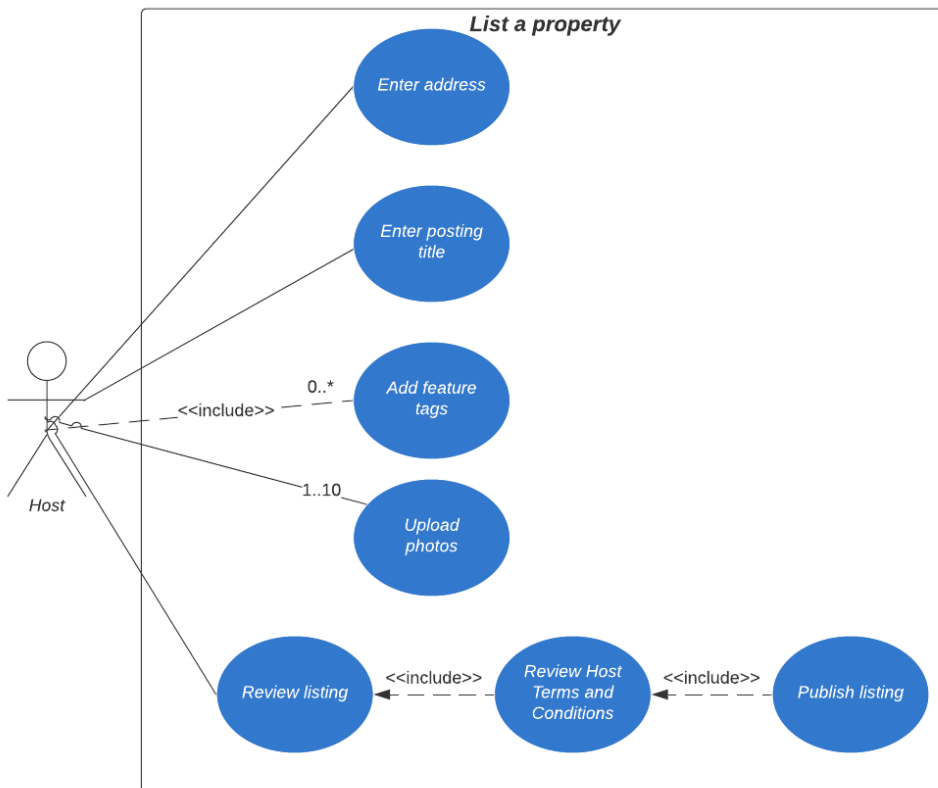 List a property
Enter address
Enter posting
title
0..*
<<include>>
Add feature
tags
Host
1..10
Upload
photos
Review listing
<<include>>
Review Host
Terms and
Conditions
<<include>>
Publish listing